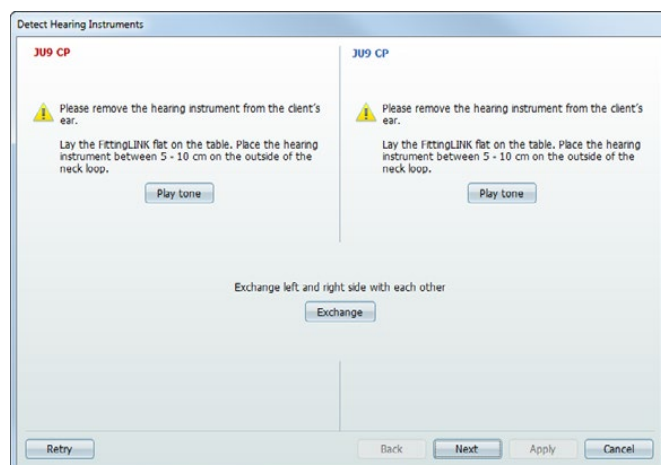 Detect Hearing Instruments
JU9 CP
Please remove the hearing instrument from the client's
ear.
Lay the FittingLINK flat on the table. Place the hearing
instrument between 5 - 10 cm on the outside of the
neck loop.
Play tone
JU9 CP
Please remove the hearing instrument from the client's
ear.
Lay the FittingLINK flat on the table. Place the hearing
instrument between 5 - 10 cm on the outside of the
neck loop.
Play tone
Exchange left and right side with each other
Exchange
Retry
Back
Next
Apply
Cancel